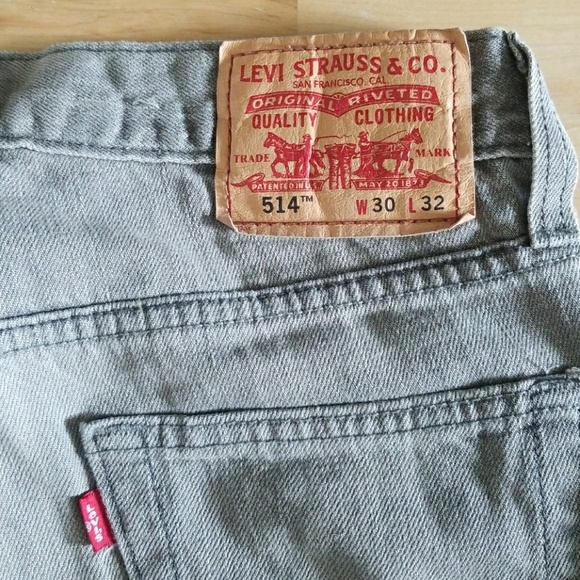 LEVI STRAUSS & CO.
SAN FRANCISCO, CAL
ORIGINAL RIVETED
QUALITY CLOTHING
TRADE MARK
PATENTED IN U.S. MAY 20 1873
514™ W 30 L 32
LEVI'S